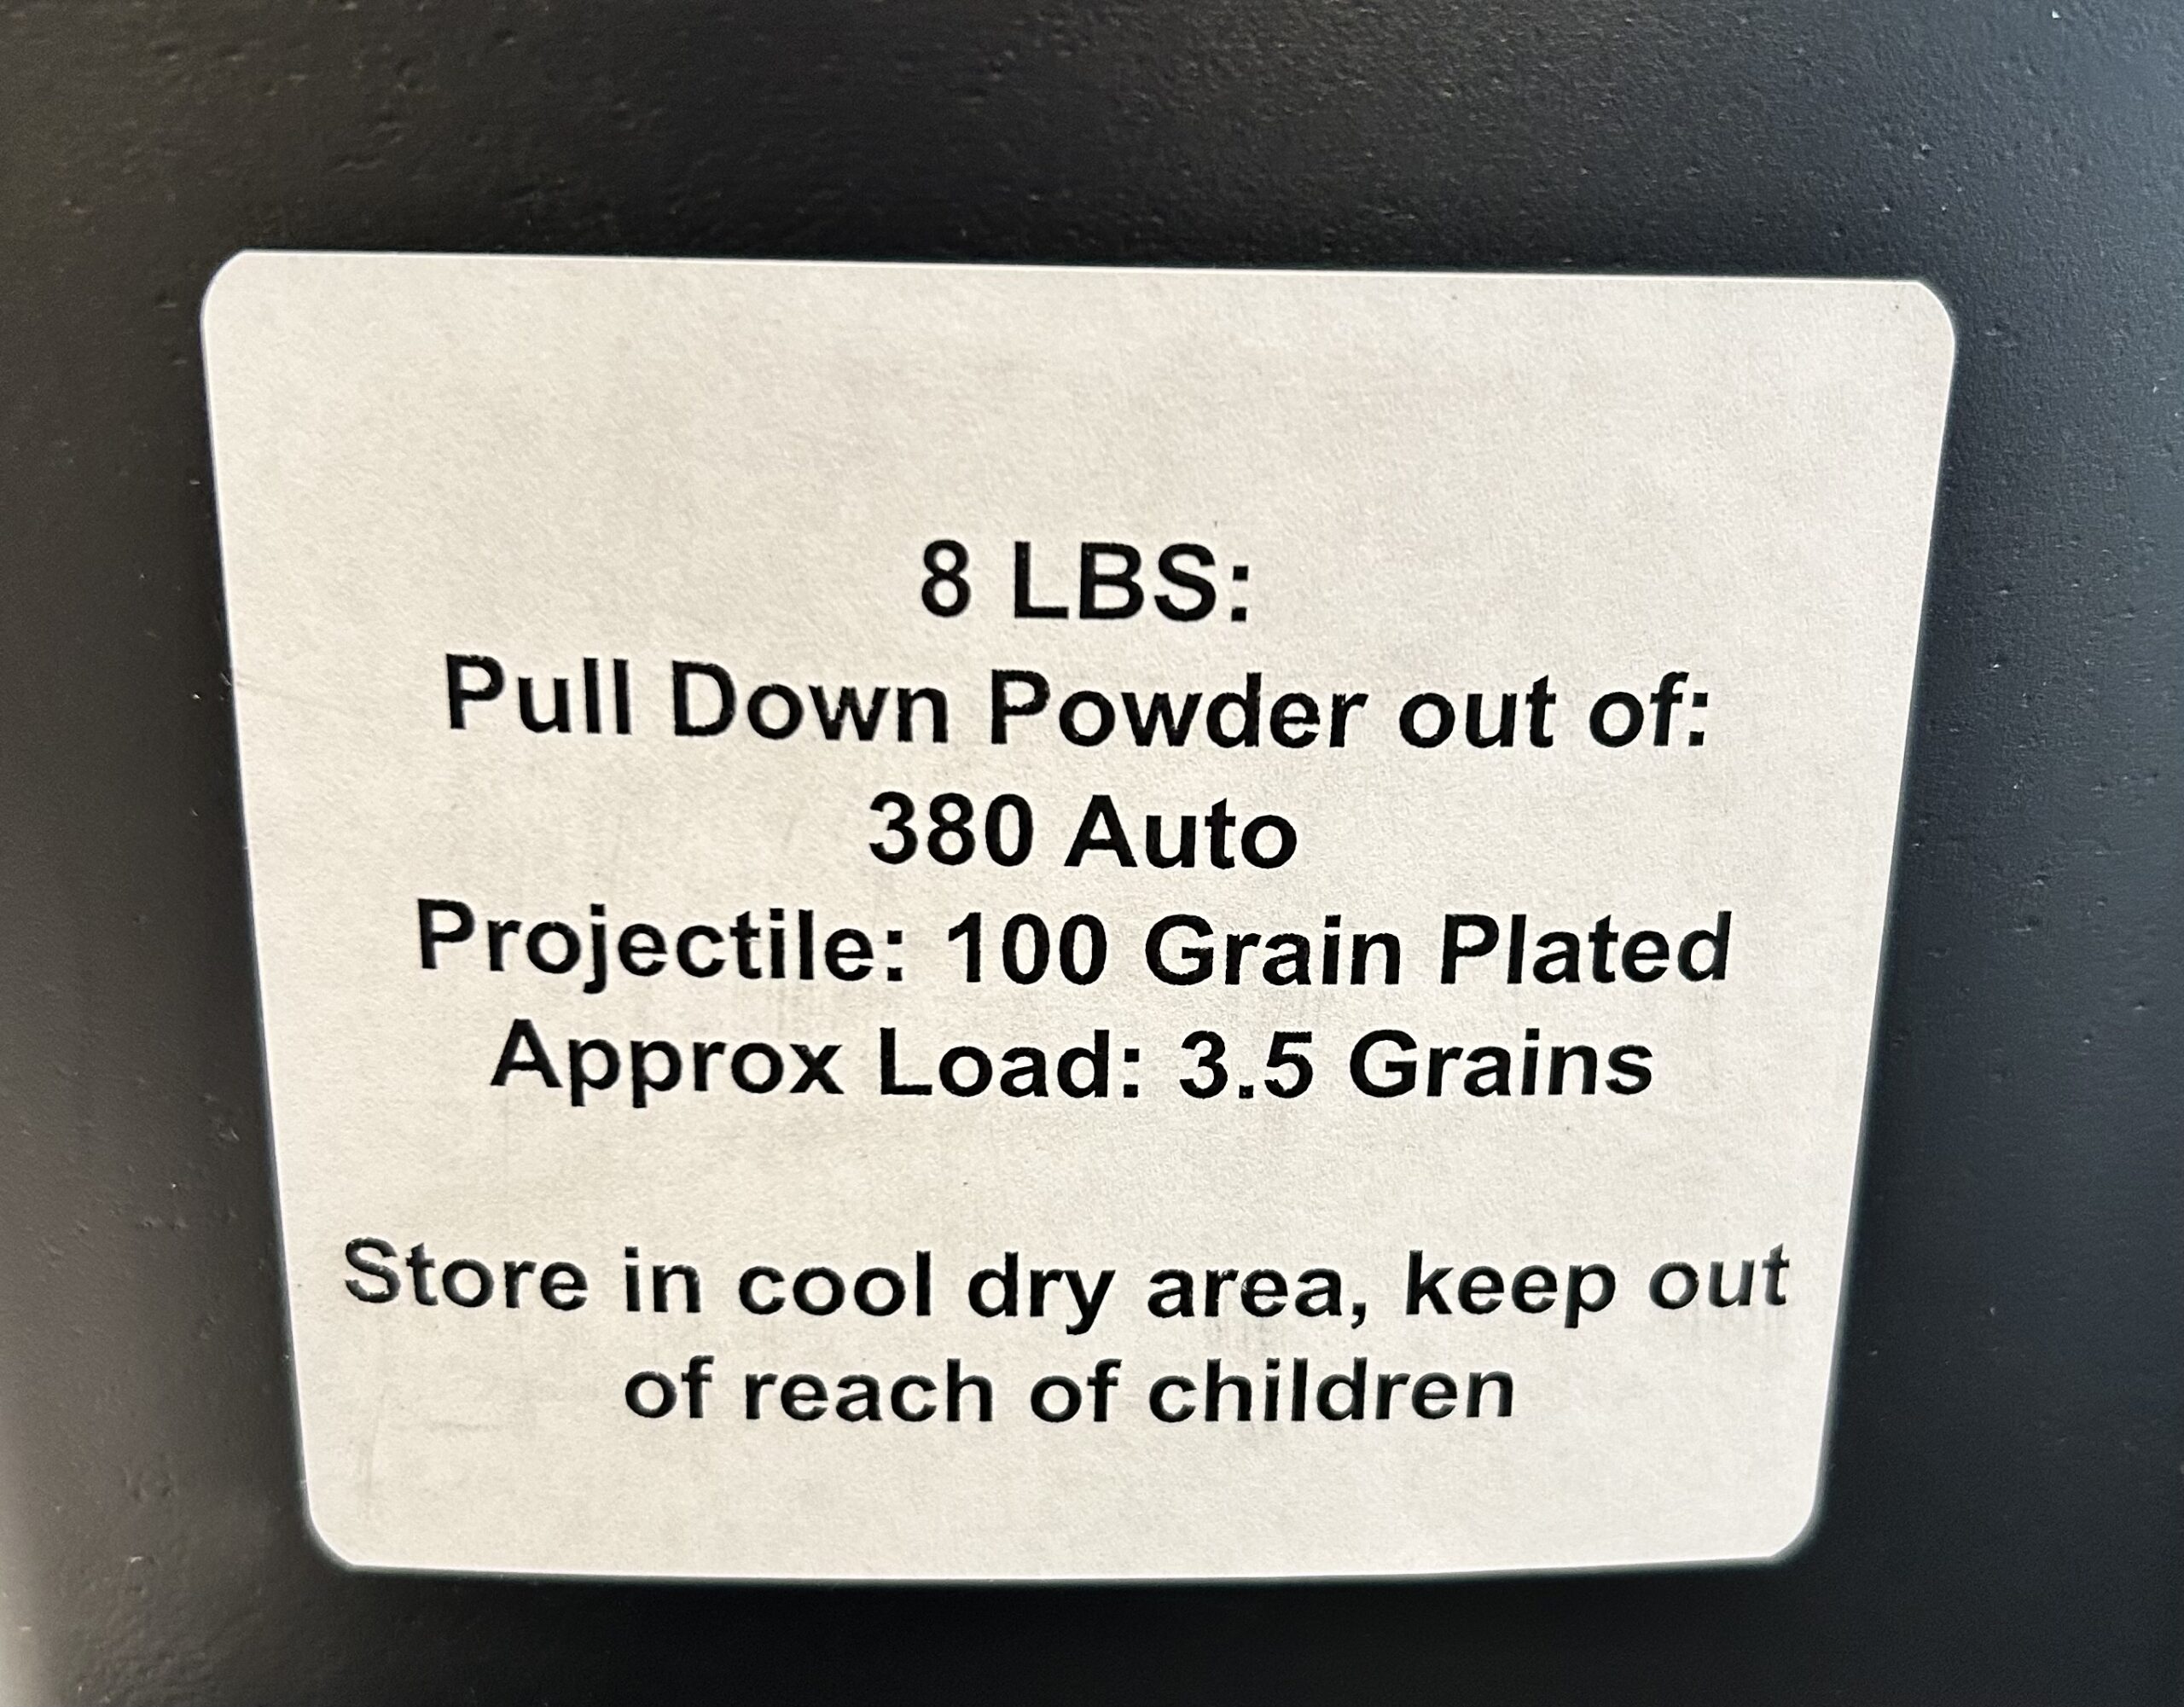 8 LBS:
Pull Down Powder out of:
380 Auto
Projectile: 100 Grain Plated
Approx Load: 3.5 Grains
Store in cool dry area, keep out
of reach of children